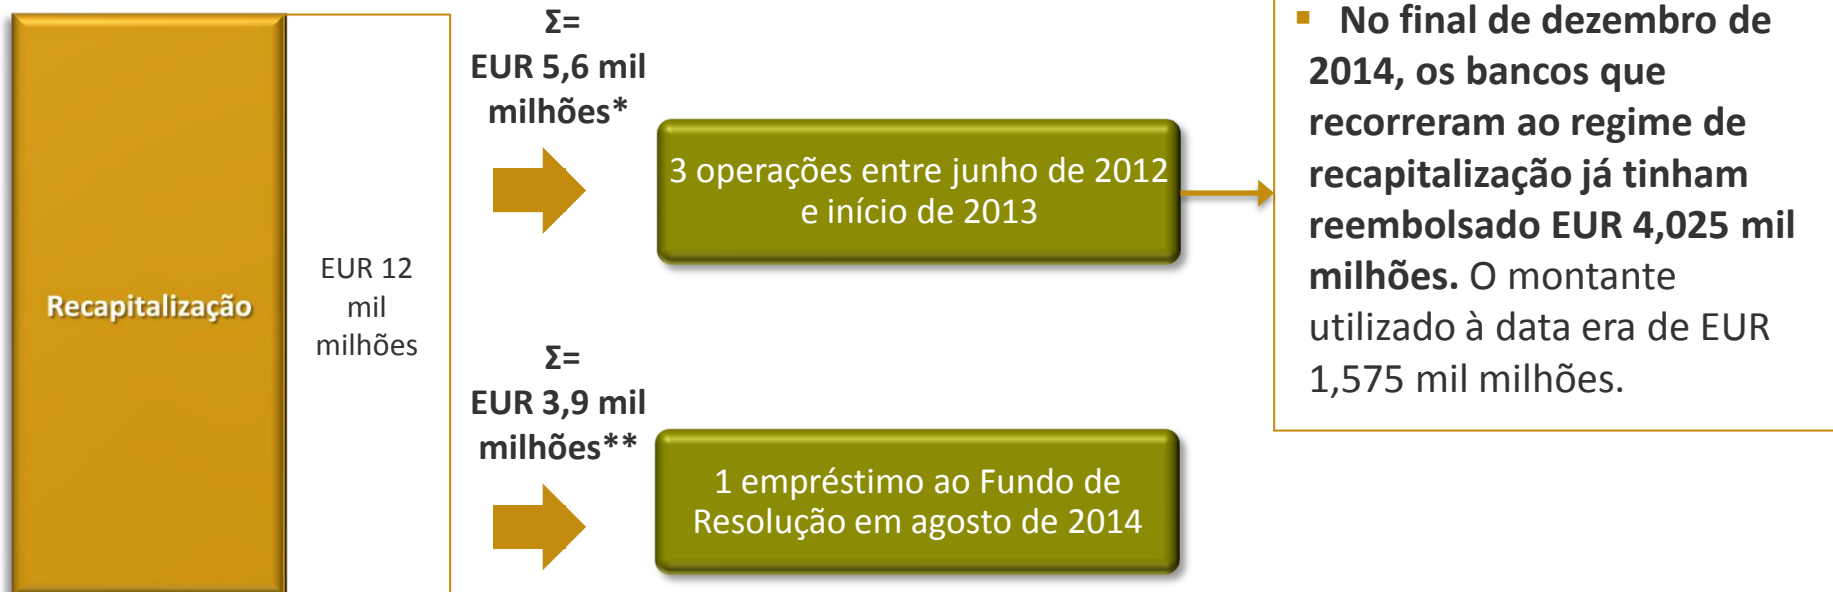 Recapitalização
EUR 12
mil
milhões
Σ=
EUR 5,6 mil
milhões*
3 operações entre junho de 2012
e início de 2013
▪ No final de dezembro de
2014, os bancos que
recorreram ao regime de
recapitalização já tinham
reembolsado EUR 4,025 mil
milhões. O montante
utilizado à data era de EUR
1,575 mil milhões.
Σ=
EUR 3,9 mil
milhões**
1 empréstimo ao Fundo de
Resolução em agosto de 2014